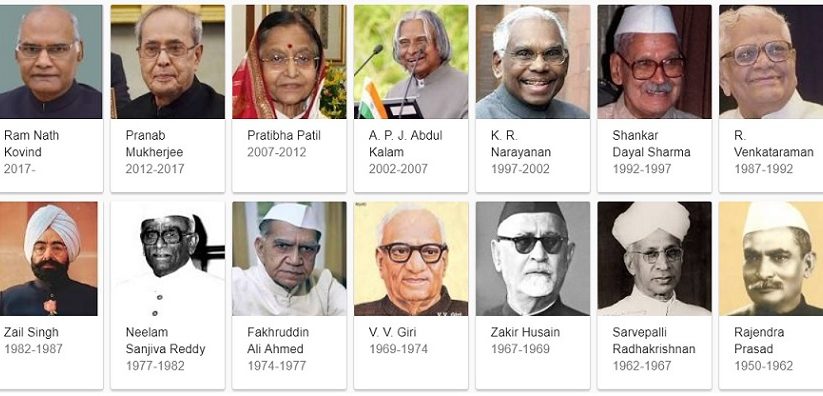 Ram Nath
Kovind
2017-
Pranab
Mukherjee
2012-2017
Pratibha Patil
2007-2012
A. P. J. Abdul
Kalam
2002-2007
K. R.
Narayanan
1997-2002
Shankar
Dayal Sharma
1992-1997
R.
Venkataraman
1987-1992
Zail Singh
1982-1987
Neelam
Sanjiva Reddy
1977-1982
Fakhruddin
Ali Ahmed
1974-1977
V. V. Giri
V. V. Giri
1969-1974
Zakir Husain
1967-1969
Sarvepalli
Radhakrishnan
1962-1967
Rajendra
Prasad
1950-1962